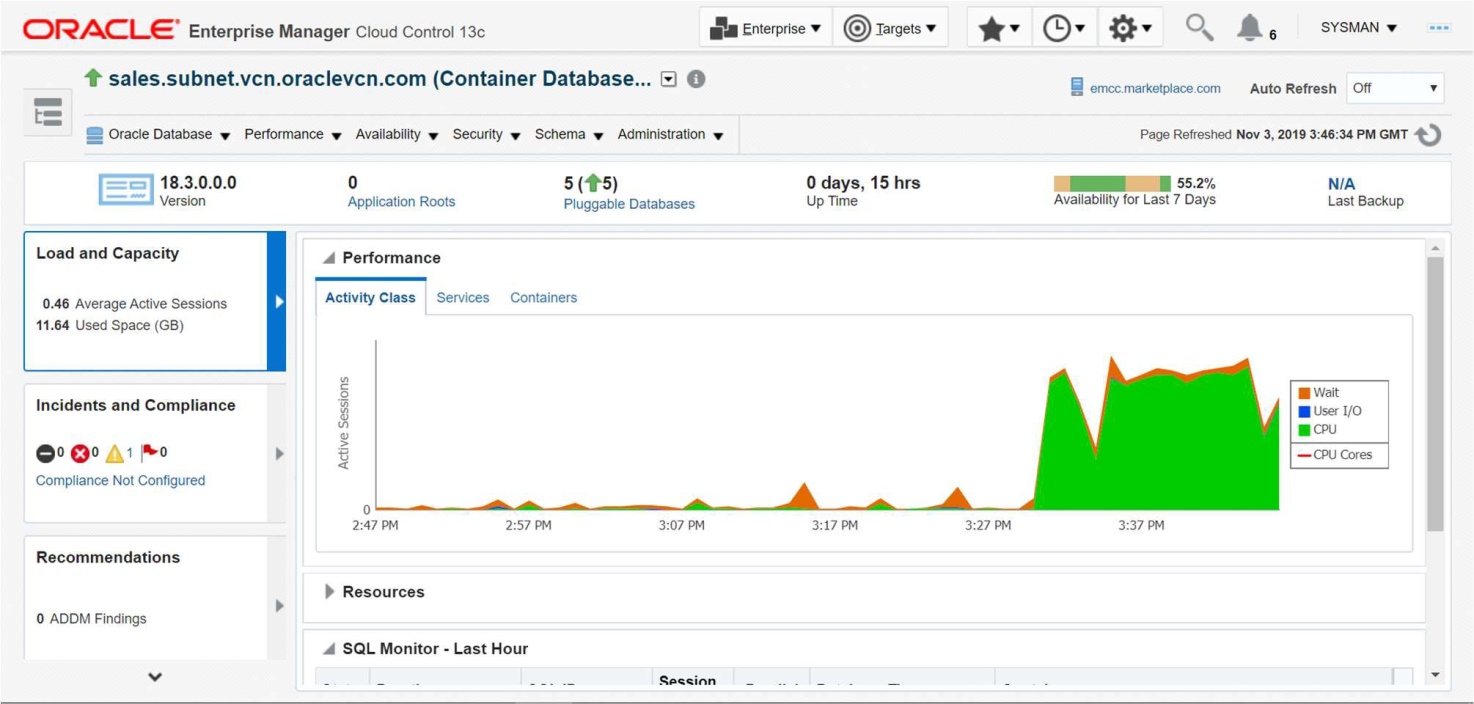 ORACLE® Enterprise Manager Cloud Control 13c
Enterprise ▼ Targets ▼ 6 SYSMAN ▼
sales.subnet.vcn.oraclevcn.com (Container Database...
emcc.marketplace.com Auto Refresh Off
Oracle Database Performance Availability Security Schema Administration
Page Refreshed Nov 3, 2019 3:46:34 PM GMT
18.3.0.0.0
Version
0
Application Roots
5 (5)
Pluggable Databases
0 days, 15 hrs
Up Time
55.2%
Availability for Last 7 Days
N/A
Last Backup
Load and Capacity
0.46 Average Active Sessions
11.64 Used Space (GB)
Incidents and Compliance
0 0 1 0
Compliance Not Configured
Recommendations
0 ADDM Findings
Performance
Activity Class Services Containers
Active Sessions
0
2:47 PM 2:57 PM 3:07 PM 3:17 PM 3:27 PM 3:37 PM
Wait
User I/O
CPU
CPU Cores
Resources
SQL Monitor - Last Hour
Session